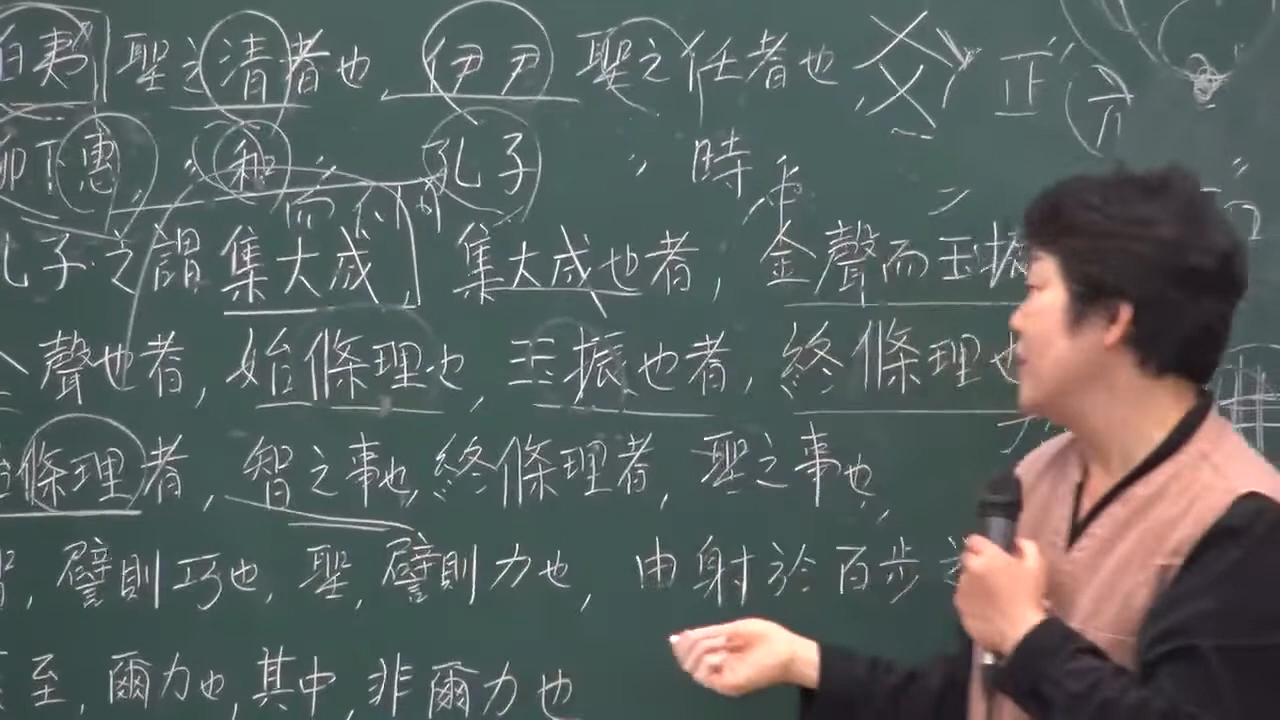 伯夷 聖之清者也, 伊尹 聖之任者也, 正 六
柳下惠 〃 和 〃 孔子 〃 時
而不
孔子之謂集大成, 集大成也者, 金聲而玉振
金聲也者, 始條理也, 玉振也者, 終條理也
始條理者, 智之事也, 終條理者, 聖之事也,
智, 譬則巧也, 聖, 譬則力也, 由射於百步之
至, 爾力也, 其中, 非爾力也